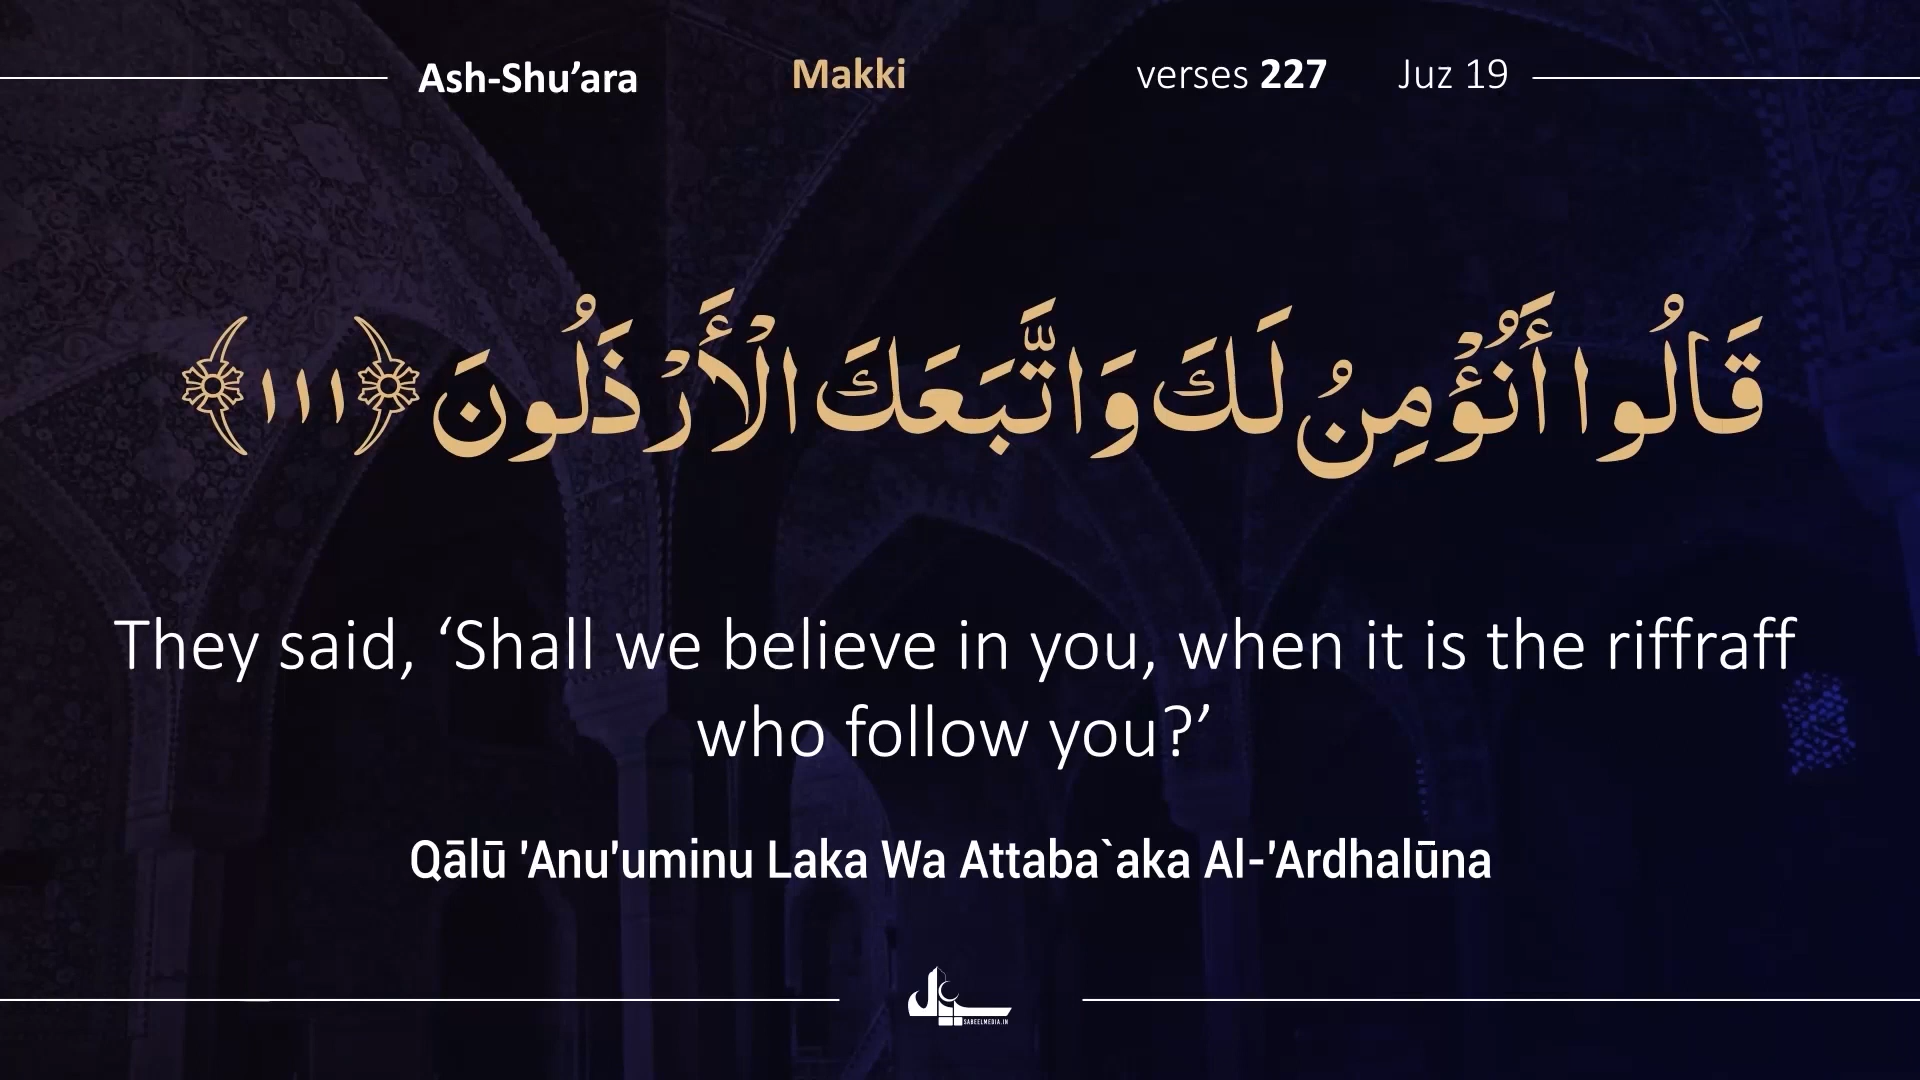 Ash-Shu’ara Makki verses 227 Juz 19
قَالُوا أَنُؤْمِنُ لَكَ وَاتَّبَعَكَ الْأَرْذَلُونَ ﴿١١١﴾
They said, ‘Shall we believe in you, when it is the riffraff
who follow you?’
Qālū 'Anu'uminu Laka Wa Attaba`aka Al-'Ardhalūna
سبيل
SABEELMEDIA.IN